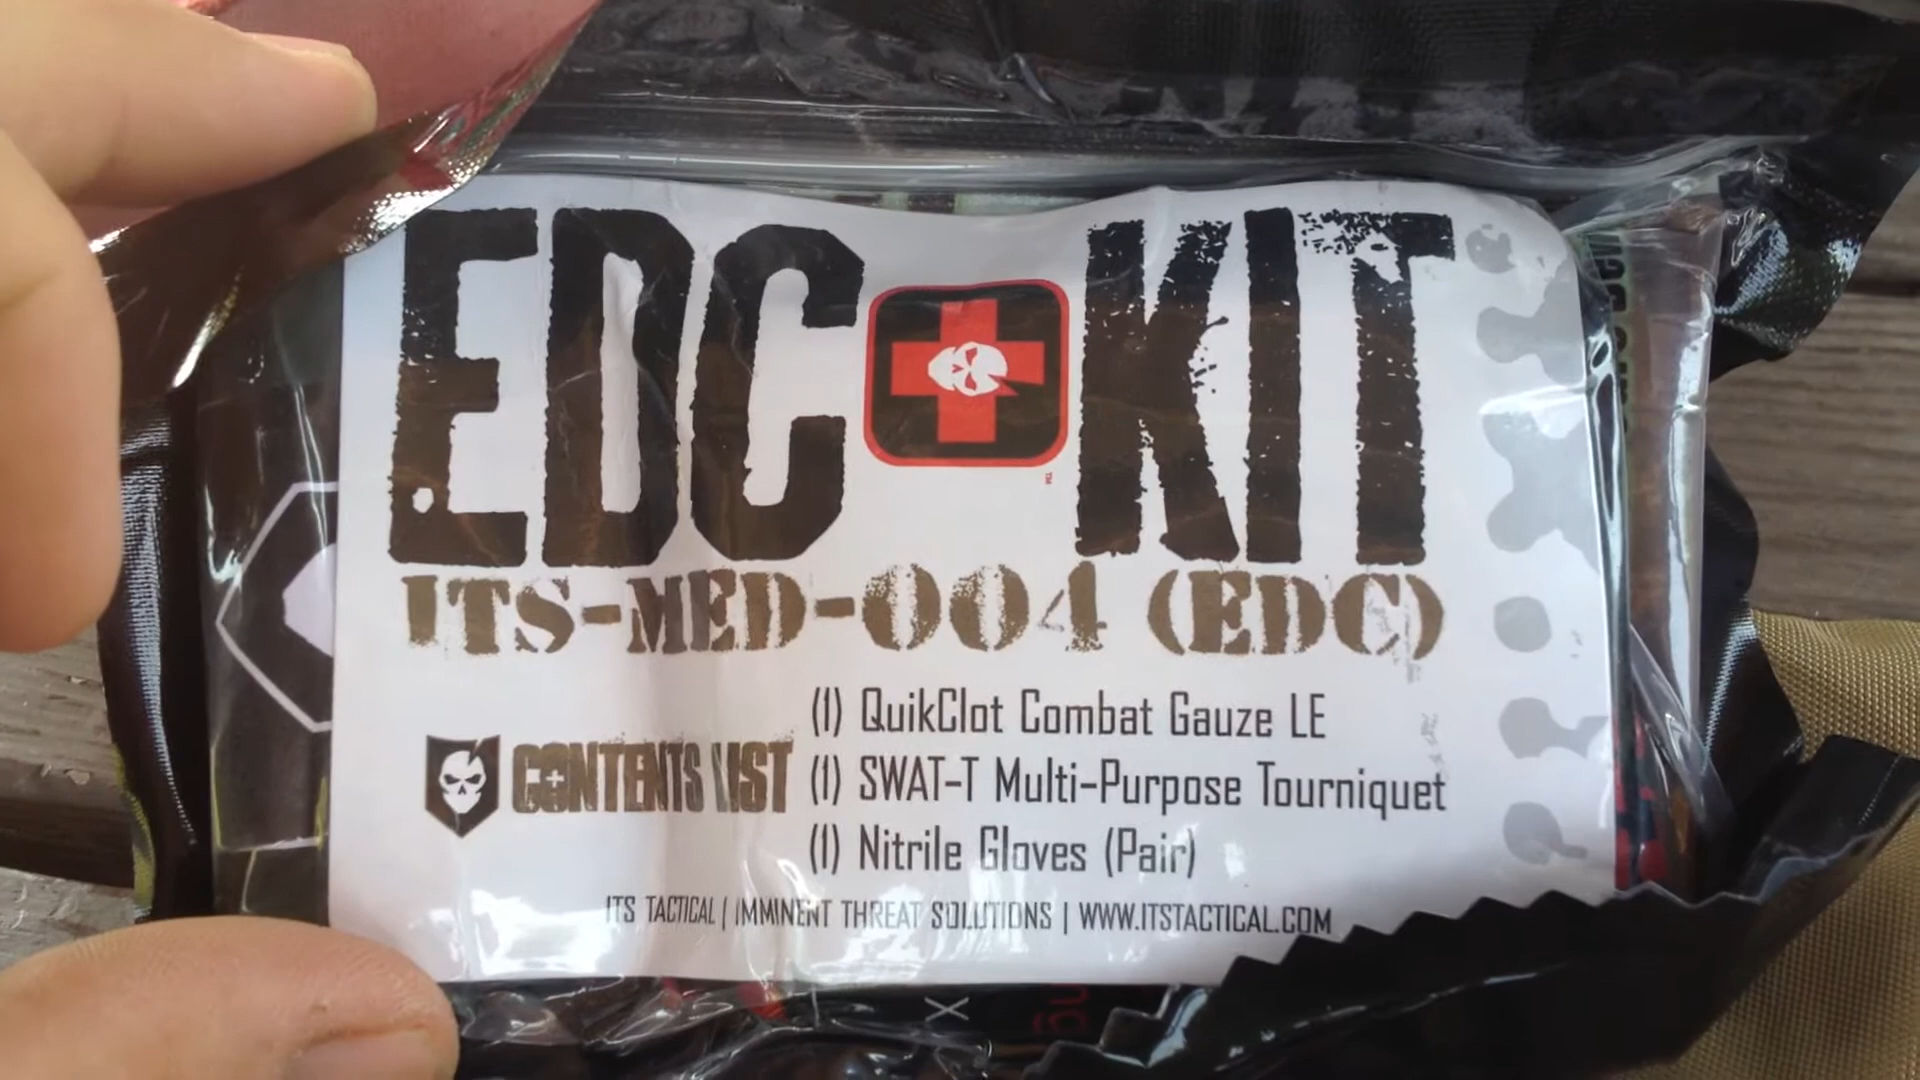 EDC KIT
TM
ITS-MED-004 (EDC)
CONTENTS LIST
(1) QuikClot Combat Gauze LE
(1) SWAT-T Multi-Purpose Tourniquet
(1) Nitrile Gloves (Pair)
ITS TACTICAL | IMMINENT THREAT SOLUTIONS | WWW.ITSTACTICAL.COM
X